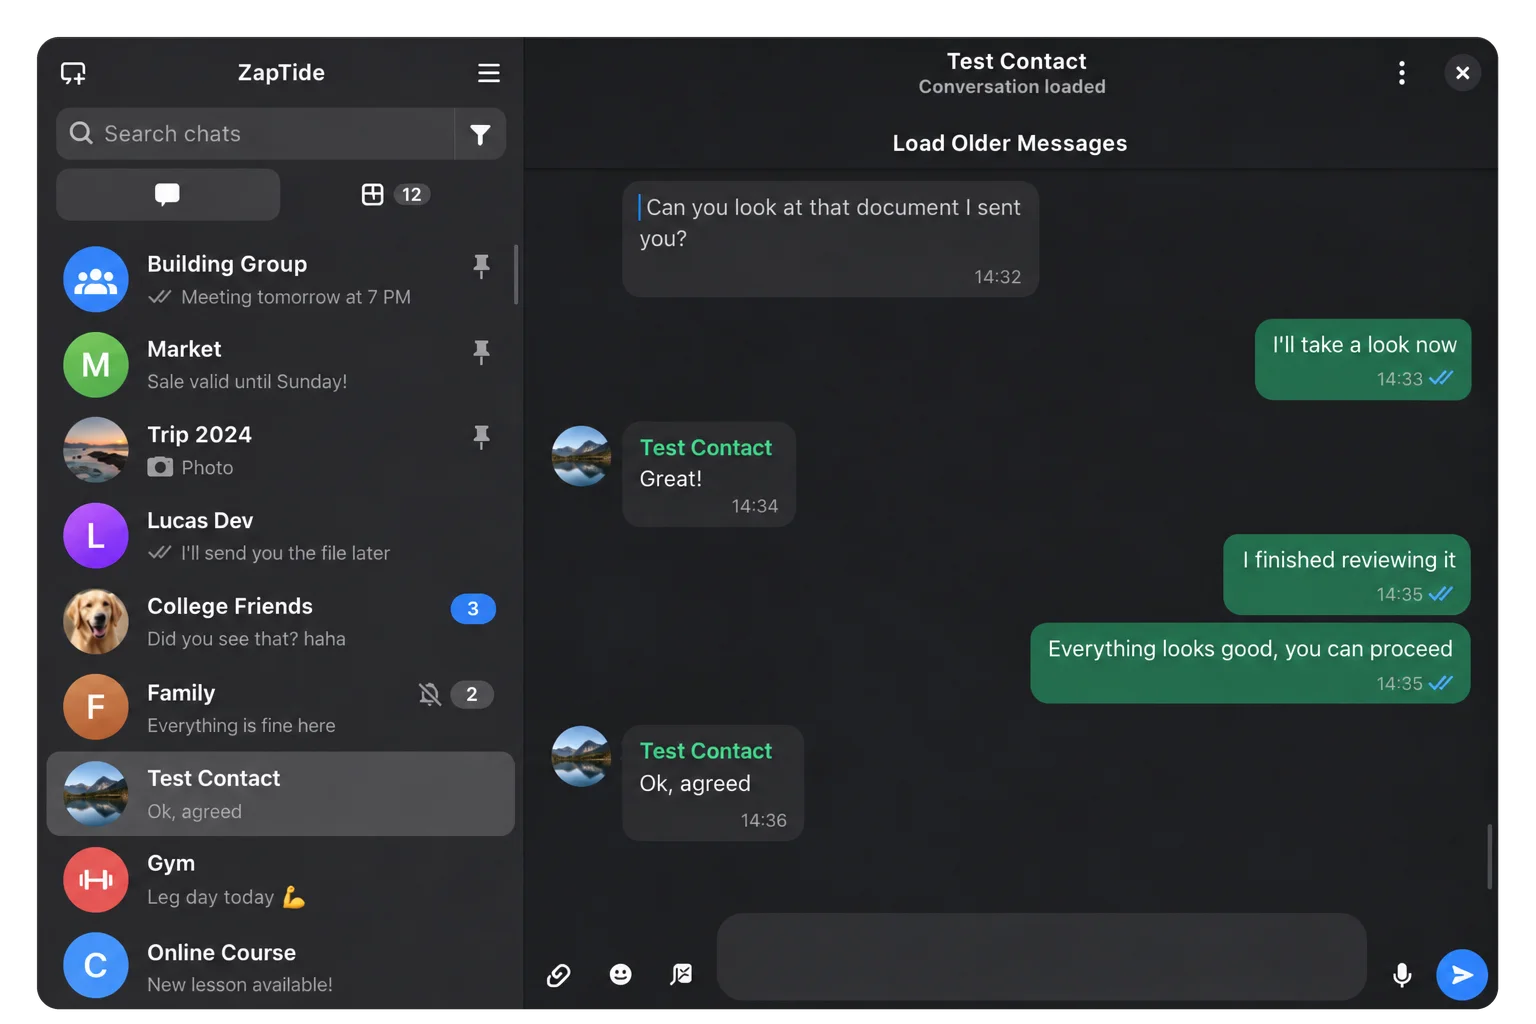 ZapTide
Search chats
12
Building Group
Meeting tomorrow at 7 PM
M
Market
Sale valid until Sunday!
Trip 2024
Photo
L
Lucas Dev
I'll send you the file later
College Friends
3
Did you see that? haha
F
Family
2
Everything is fine here
Test Contact
Ok, agreed
Gym
Leg day today 💪
C
Online Course
New lesson available!
Test Contact
Conversation loaded
Load Older Messages
Can you look at that document I sent
you?
14:32
I'll take a look now
14:33
Test Contact
Great!
14:34
I finished reviewing it
14:35
Everything looks good, you can proceed
14:35
Test Contact
Ok, agreed
14:36